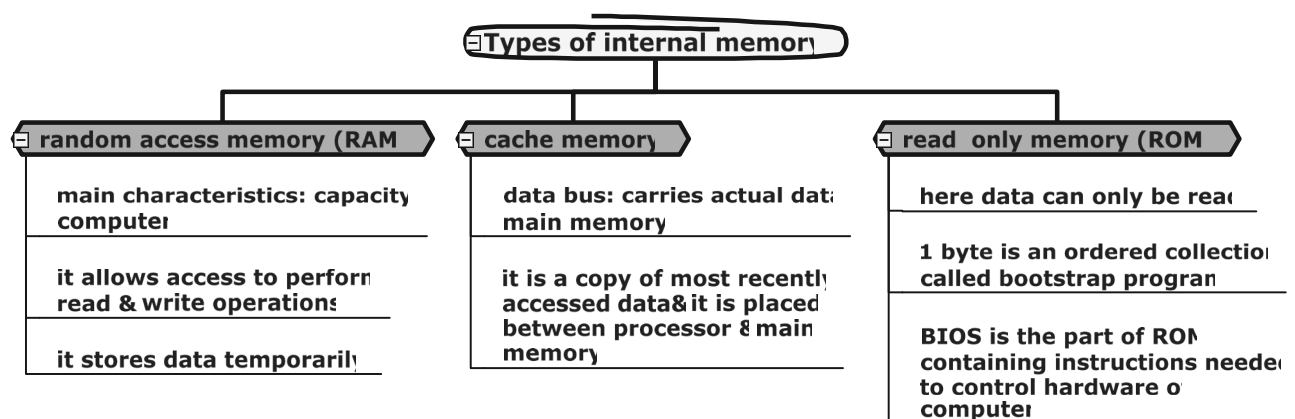 Types of internal memory
random access memory (RAM
main characteristics: capacity
computer
it allows access to perform
read & write operations
it stores data temporarily
cache memory
data bus: carries actual data
main memory
it is a copy of most recently
accessed data& it is placed
between processor & main
memory
read only memory (ROM
here data can only be read
1 byte is an ordered collection
called bootstrap program
BIOS is the part of ROM
containing instructions needed
to control hardware of
computer